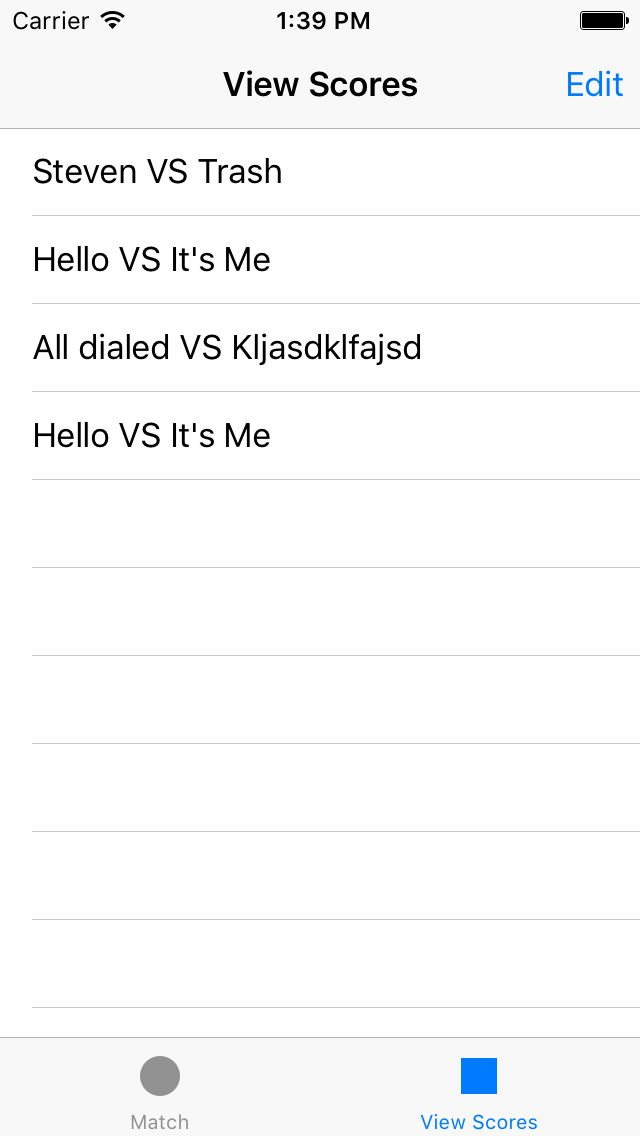 Carrier 1:39 PM
View Scores Edit
Steven VS Trash
Hello VS It's Me
All dialed VS Kljasdklfajsd
Hello VS It's Me
Match View Scores